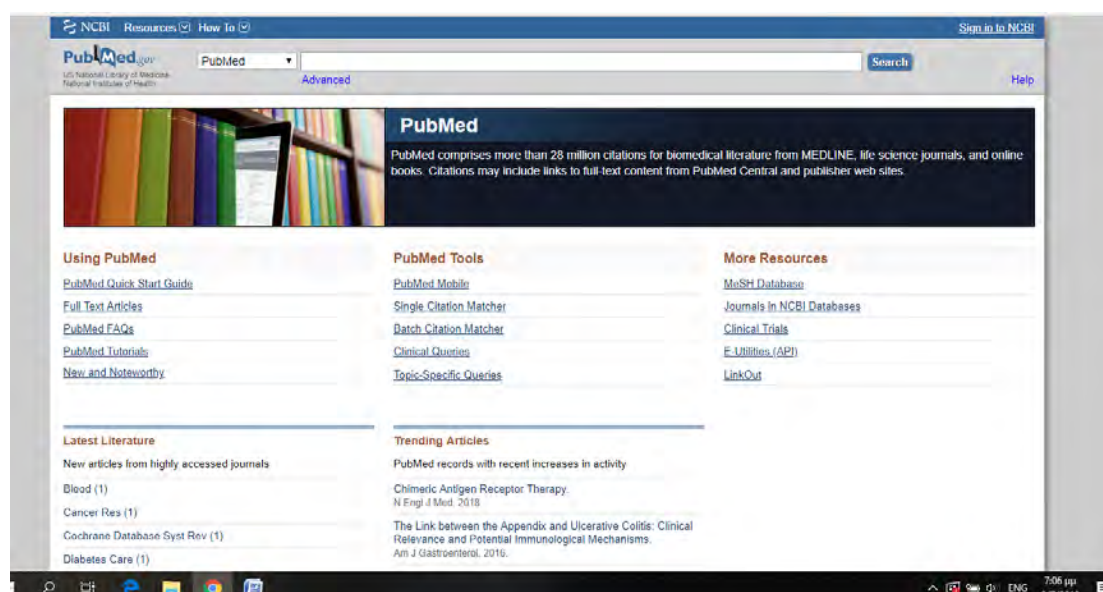 NCBI Resources How To Sign in to NCBI
PubMed.gov
US National Library of Medicine
National Institutes of Health
PubMed
Search
Advanced
Help
PubMed
PubMed comprises more than 28 million citations for biomedical literature from MEDLINE, life science journals, and online
books. Citations may include links to full-text content from PubMed Central and publisher web sites.
Using PubMed
PubMed Quick Start Guide
Full Text Articles
PubMed FAQs
PubMed Tutorials
New and Noteworthy
PubMed Tools
PubMed Mobile
Single Citation Matcher
Batch Citation Matcher
Clinical Queries
Topic-Specific Queries
More Resources
MeSH Database
Journals in NCBI Databases
Clinical Trials
E-Utilities (API)
LinkOut
Latest Literature
New articles from highly accessed journals
Blood (1)
Cancer Res (1)
Cochrane Database Syst Rev (1)
Diabetes Care (1)
Trending Articles
PubMed records with recent increases in activity
Chimeric Antigen Receptor Therapy.
N Engl J Med. 2018
The Link between the Appendix and Ulcerative Colitis: Clinical
Relevance and Potential Immunological Mechanisms.
Am J Gastroenterol. 2016.
ENG
7:06 μμ